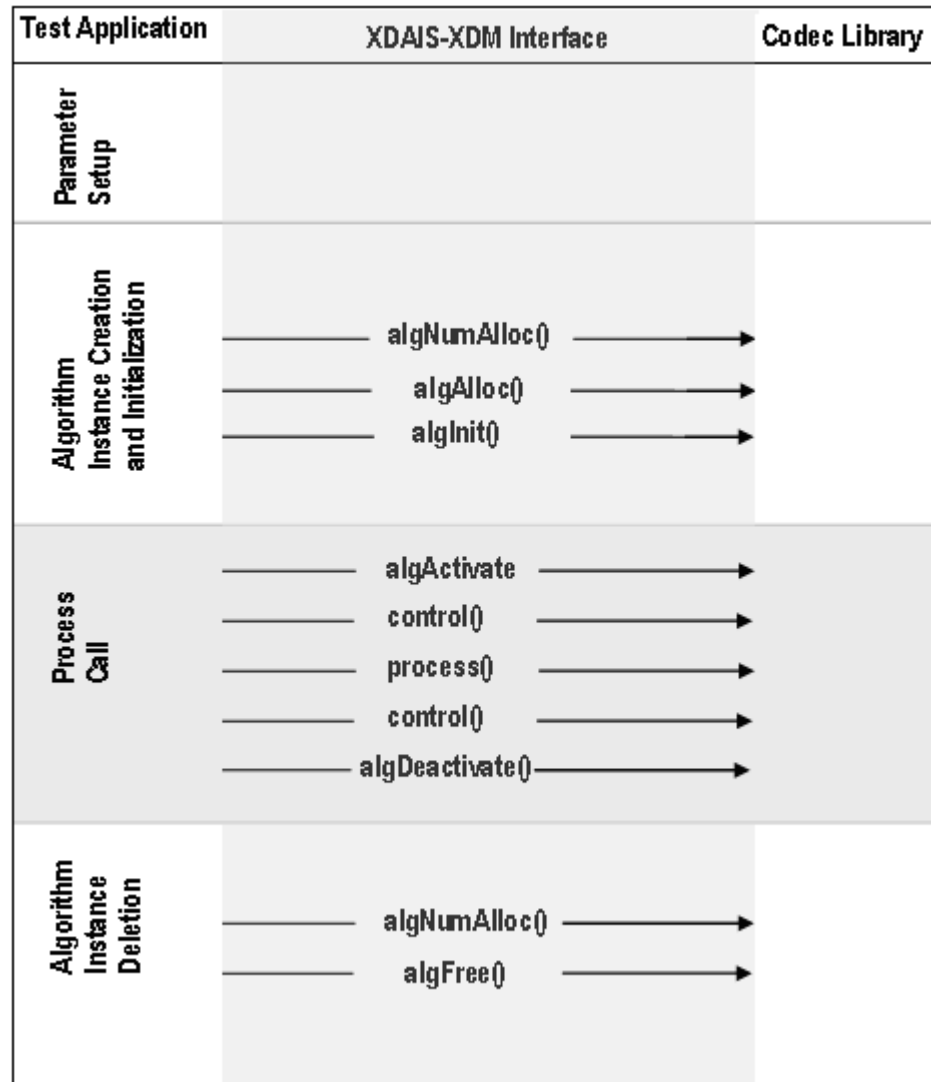 Test Application
XDAIS-XDM Interface
Codec Library
Parameter
Setup
Algorithm
Instance Creation
and Initialization
algNumAlloc()
algAlloc()
algInit()
Process
Call
algActivate
control()
process()
control()
algDeactivate()
Algorithm
Instance
Deletion
algNumAlloc()
algFree()